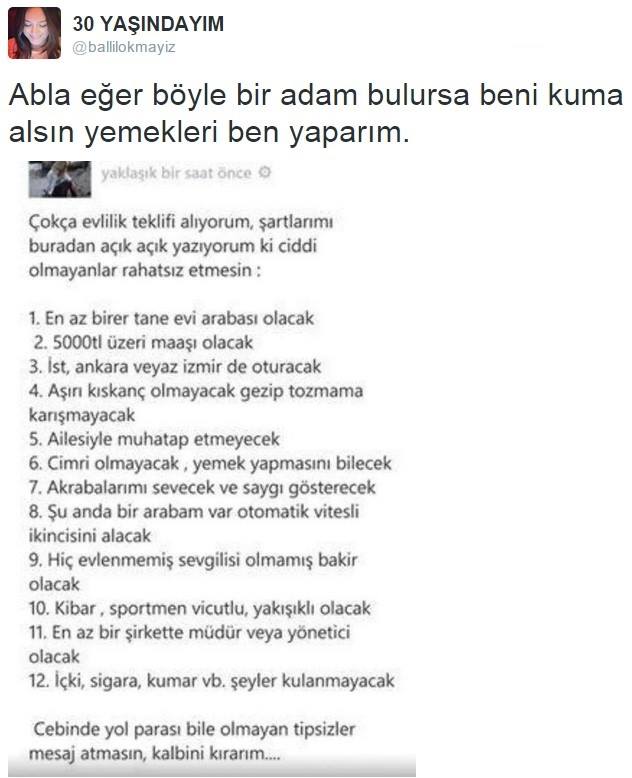 30 YAŞINDAYIM
@ballilokmayiz
Abla eğer böyle bir adam bulursa beni kuma
alsın yemekleri ben yaparım.
yaklaşık bir saat önce
Çokça evlilik teklifi alıyorum, şartlarımı
buradan açık açık yazıyorum ki ciddi
olmayanlar rahatsız etmesin :
1. En az birer tane evi arabası olacak
2. 5000tl üzeri maaşı olacak
3. İst, ankara veyaz izmir de oturacak
4. Aşırı kıskanç olmayacak gezip tozmama
karışmayacak
5. Ailesiyle muhatap etmeyecek
6. Cimri olmayacak , yemek yapmasını bilecek
7. Akrabalarımı sevecek ve saygı gösterecek
8. Şu anda bir arabam var otomatik vitesli
ikincisini alacak
9. Hiç evlenmemiş sevgilisi olmamış bakir
olacak
10. Kibar , sportmen vicutlu, yakışıklı olacak
11. En az bir şirkette müdür veya yönetici
olacak
12. İçki, sigara, kumar vb. şeyler kulanmayacak
Cebinde yol parası bile olmayan tipsizler
mesaj atmasın, kalbini kırarım....